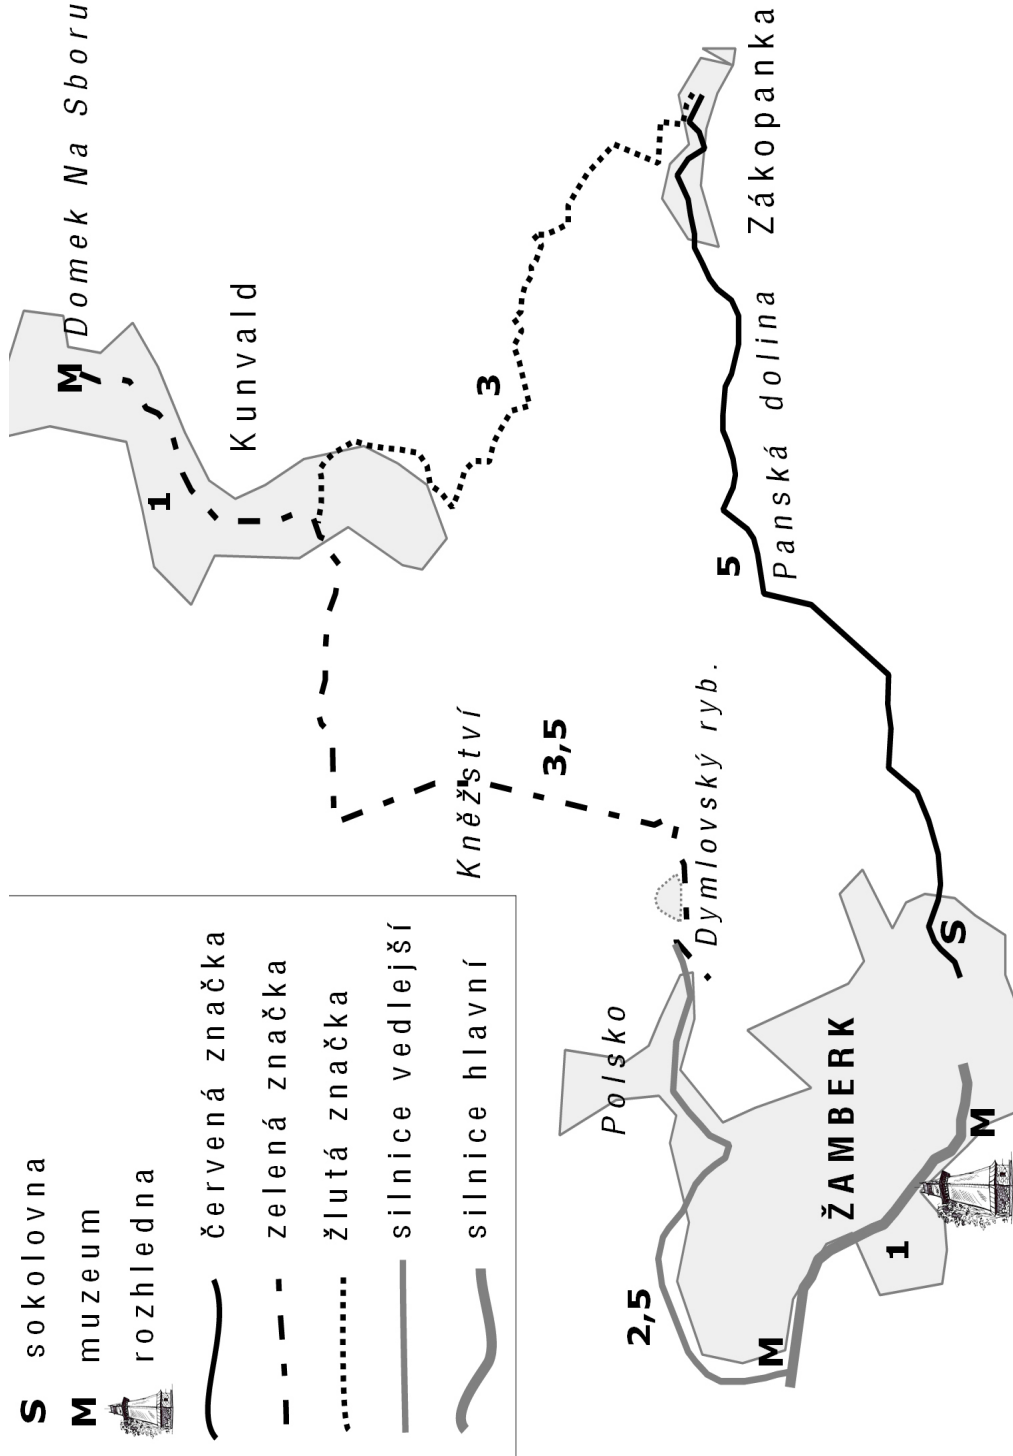 S sokolovna
M muzeum
rozhledna
červená značka
zelená značka
žlutá značka
silnice vedlejší
silnice hlavní
M
Domek Na Sboru
1
Kunvald
3
Zákopanka
Kněžství
3,5
Dymlovský ryb.
5
Panská dolina
Polsko
2,5
ŽAMBERK
S
M
1
M